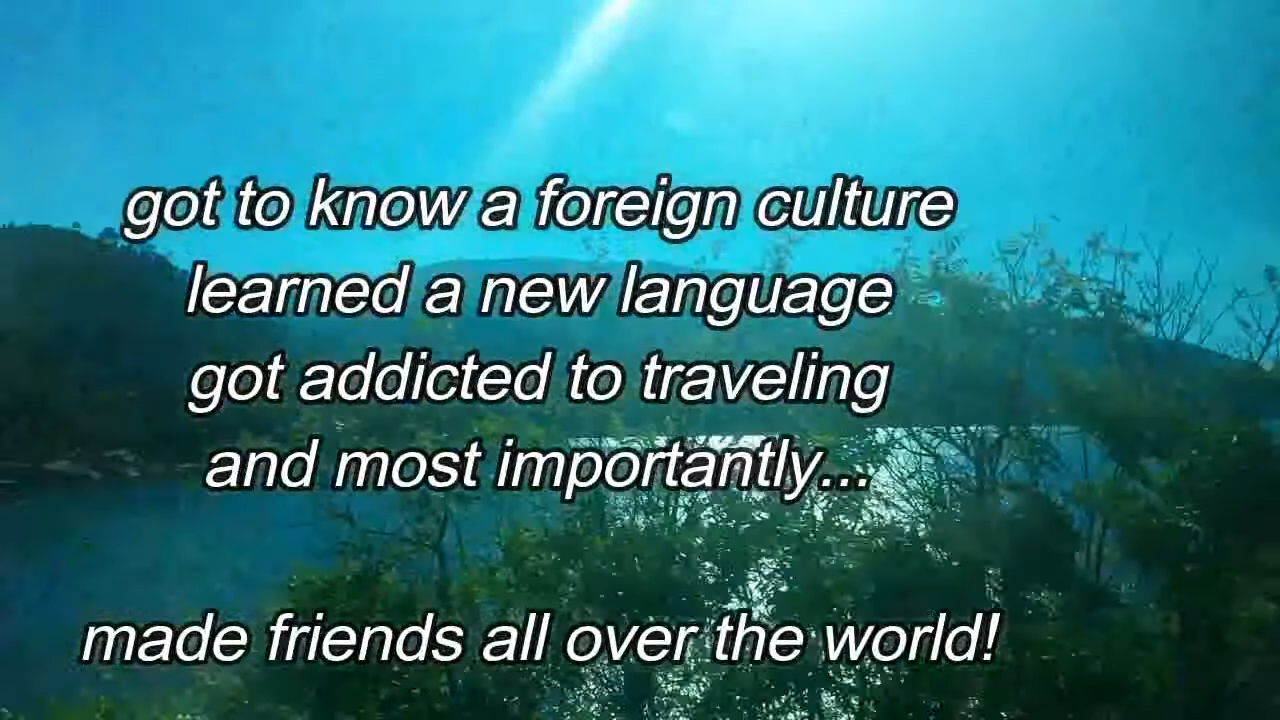 got to know a foreign culture
learned a new language
got addicted to traveling
and most importantly...
made friends all over the world!